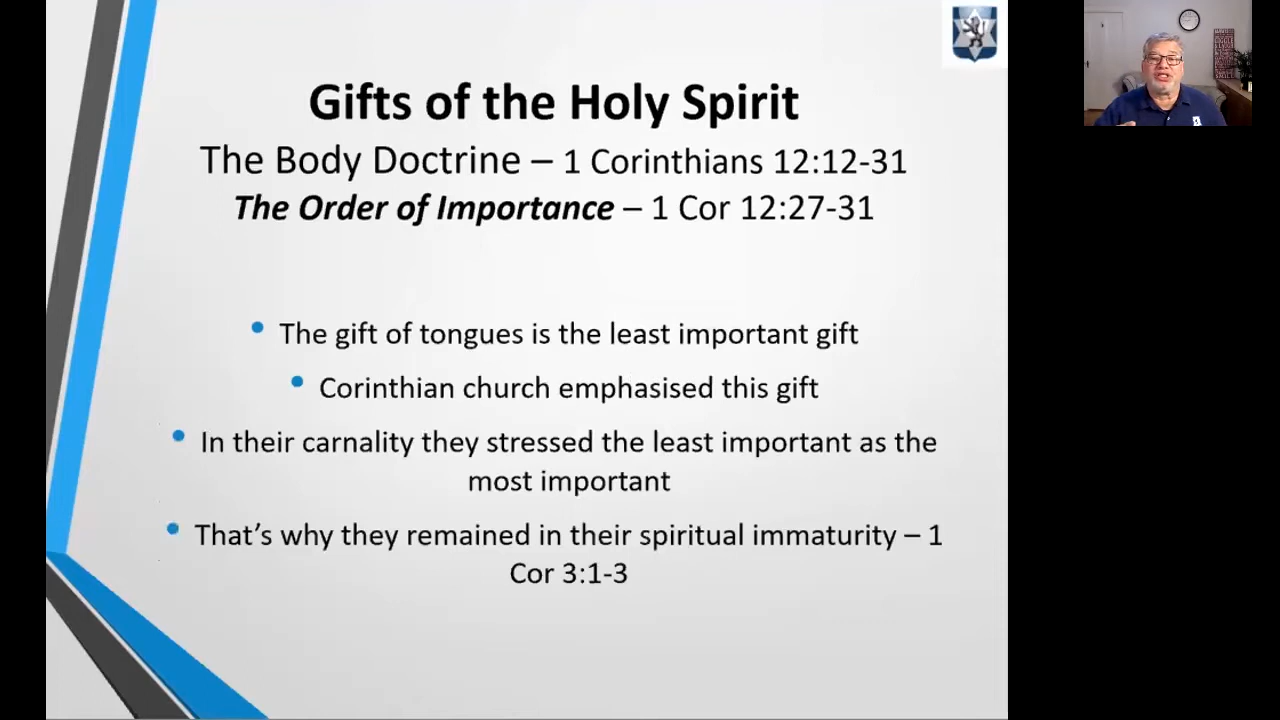 Gifts of the Holy Spirit
The Body Doctrine – 1 Corinthians 12:12-31
The Order of Importance – 1 Cor 12:27-31
• The gift of tongues is the least important gift
• Corinthian church emphasised this gift
• In their carnality they stressed the least important as the
most important
• That’s why they remained in their spiritual immaturity – 1
Cor 3:1-3